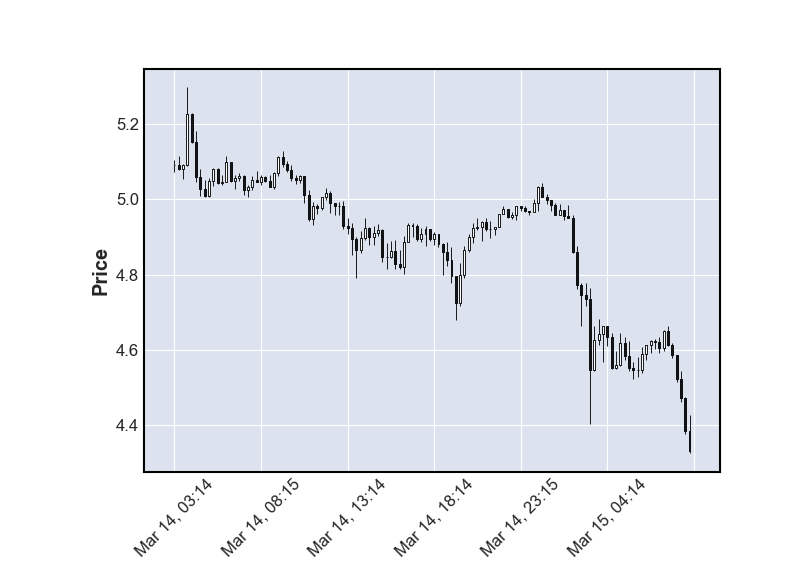 Price
5.2
5.0
4.8
4.6
4.4
Mar 14, 03:14
Mar 14, 08:15
Mar 14, 13:14
Mar 14, 18:14
Mar 14, 23:15
Mar 15, 04:14